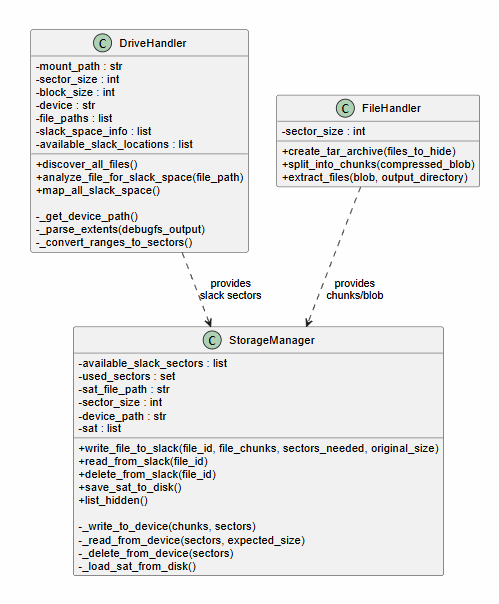 C DriveHandler
-mount_path : str
-sector_size : int
-block_size : int
-device : str
-file_paths : list
-slack_space_info : list
-available_slack_locations : list
+discover_all_files()
+analyze_file_for_slack_space(file_path)
+map_all_slack_space()
-_get_device_path()
-_parse_extents(debugfs_output)
-_convert_ranges_to_sectors()
C FileHandler
-sector_size : int
+create_tar_archive(files_to_hide)
+split_into_chunks(compressed_blob)
+extract_files(blob, output_directory)
provides
slack sectors
provides
chunks/blob
C StorageManager
-available_slack_sectors : list
-used_sectors : set
-sat_file_path : str
-sector_size : int
-device_path : str
-sat : list
+write_file_to_slack(file_id, file_chunks, sectors_needed, original_size)
+read_from_slack(file_id)
+delete_from_slack(file_id)
+save_sat_to_disk()
+list_hidden()
-_write_to_device(chunks, sectors)
-_read_from_device(sectors, expected_size)
-_delete_from_device(sectors)
-_load_sat_from_disk()